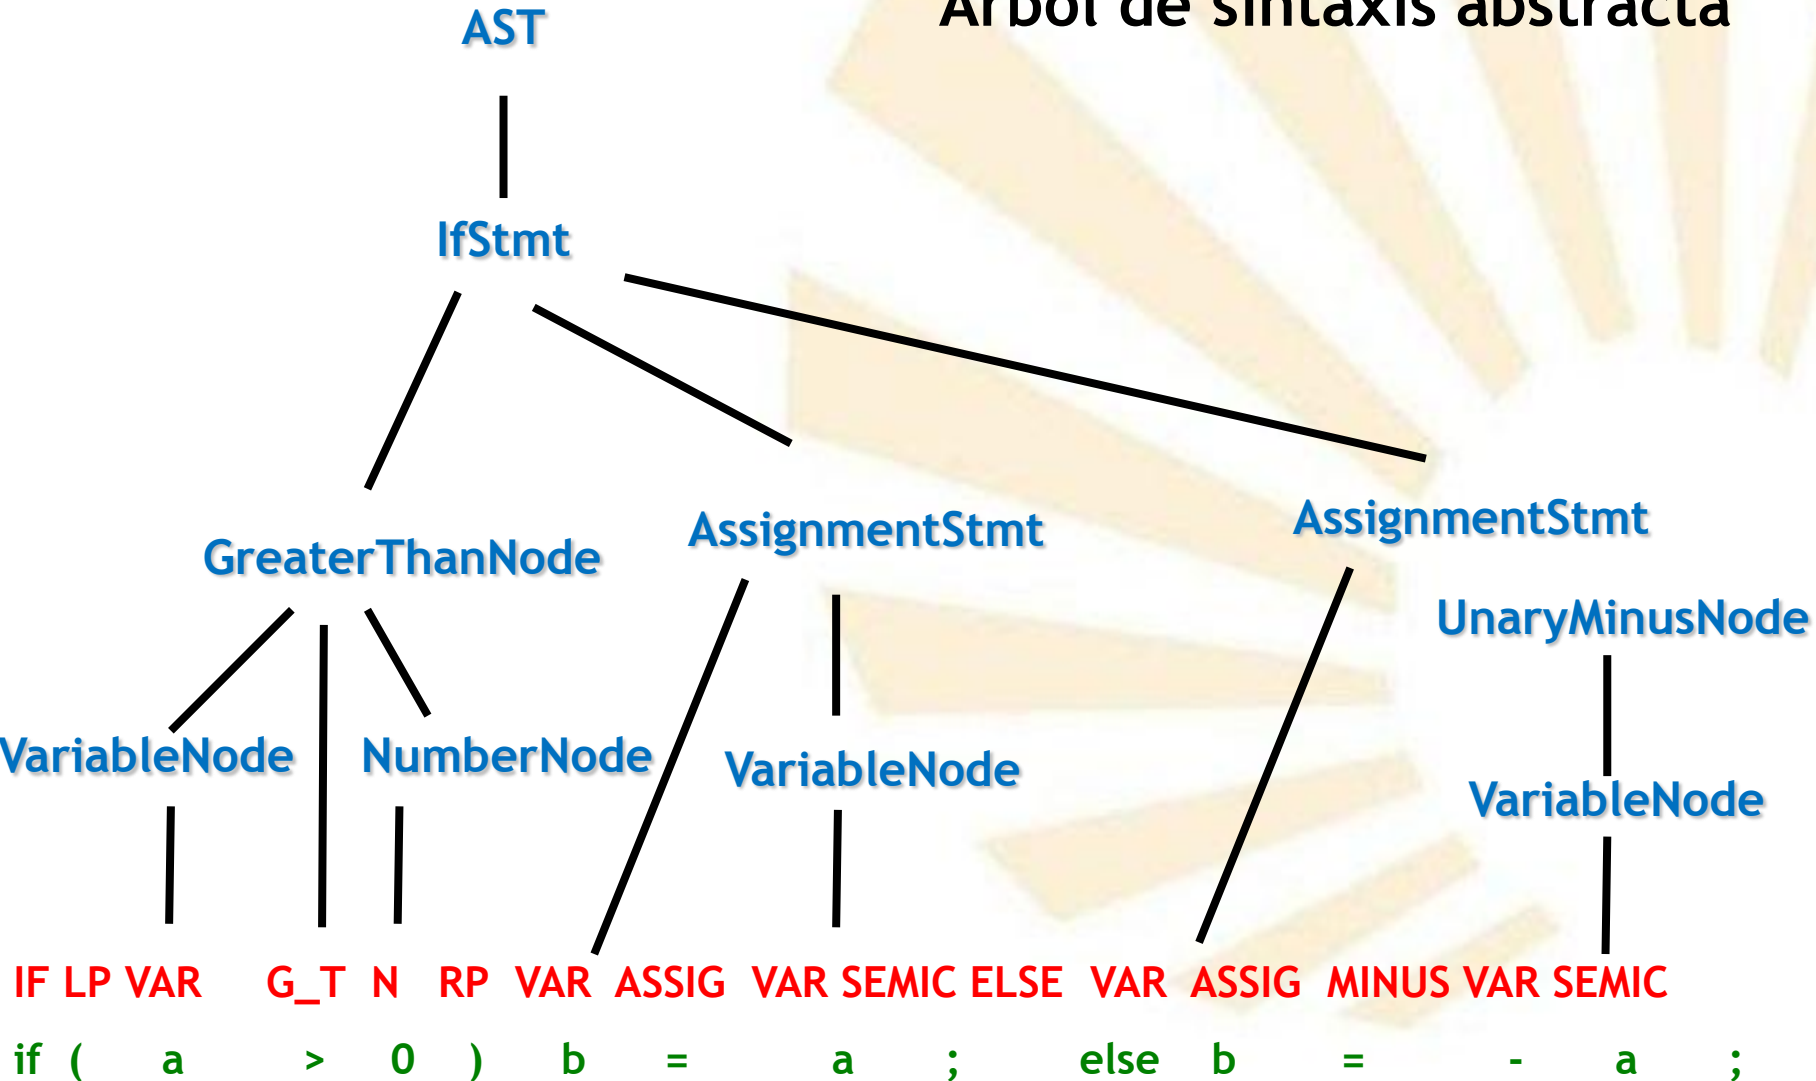 Árbol de sintaxis abstracta
AST
IfStmt
GreaterThanNode
AssignmentStmt
AssignmentStmt
UnaryMinusNode
VariableNode
NumberNode
VariableNode
VariableNode
IF LP VAR G_T N RP VAR ASSIG VAR SEMIC ELSE VAR ASSIG MINUS VAR SEMIC
if ( a > 0 ) b = a ; else b = - a ;